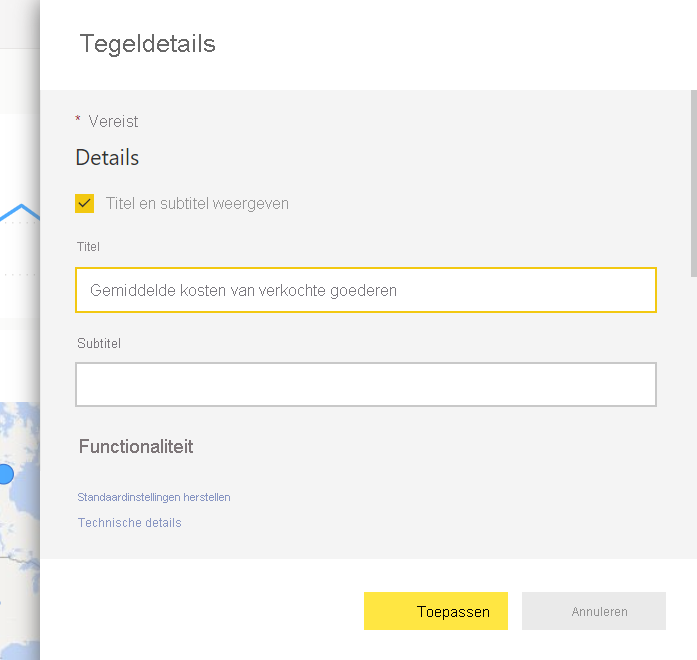 Tegeldetails
* Vereist
Details
Titel en subtitel weergeven
Titel
Gemiddelde kosten van verkochte goederen
Subtitel
Functionaliteit
Standaardinstellingen herstellen
Technische details
Toepassen
Annuleren